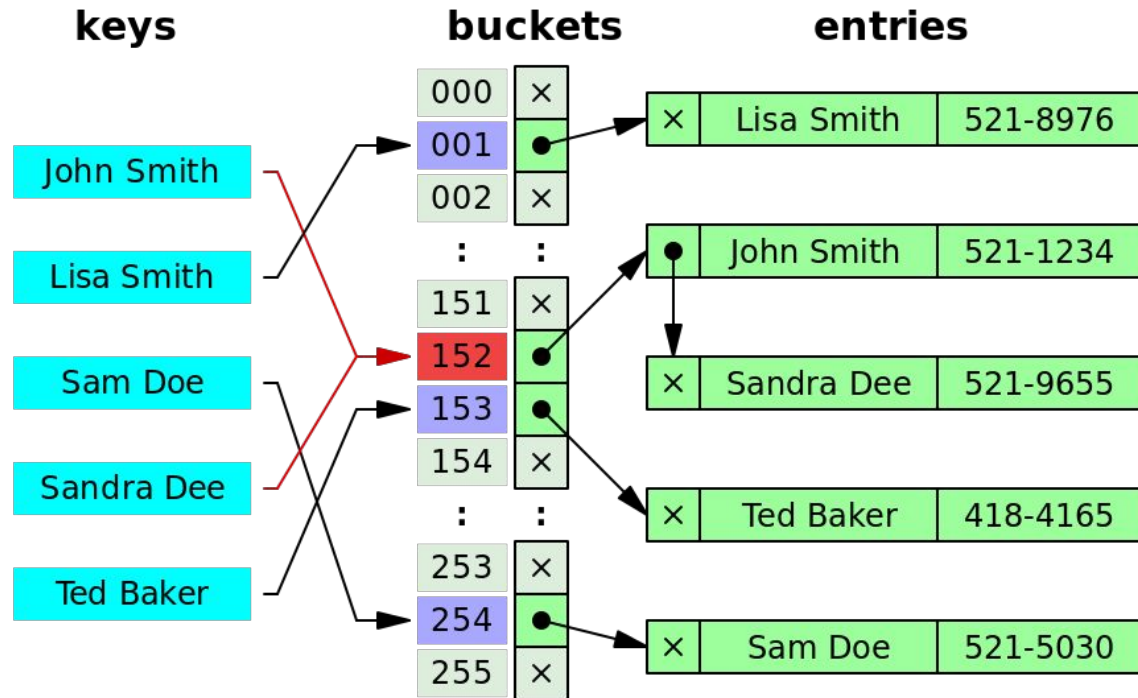 keys
buckets
entries
John Smith
Lisa Smith
Sam Doe
Sandra Dee
Ted Baker
000 ×
001
002 ×
: :
151 ×
152
153
154 ×
: :
253 ×
254
255 ×
× Lisa Smith 521-8976
John Smith 521-1234
× Sandra Dee 521-9655
× Ted Baker 418-4165
× Sam Doe 521-5030